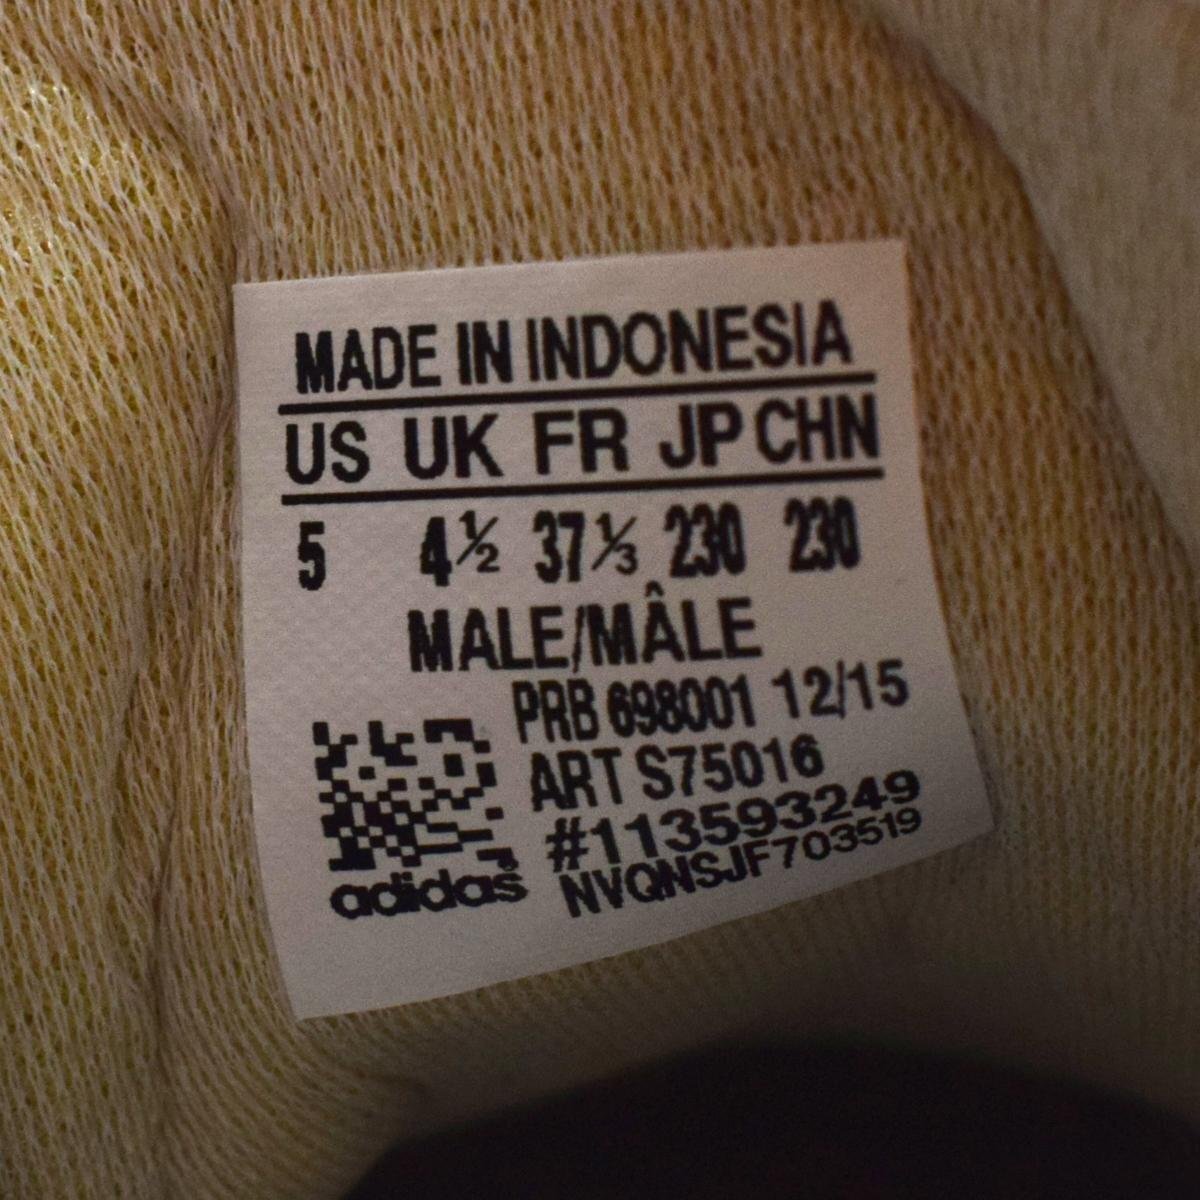 MADE IN INDONESIA
US UK FR JP CHN
5 4½ 37⅓ 230 230
MALE/MÂLE
PRB 698001 12/15
ART S75016
#113593249
adidas NVQNSJF703519